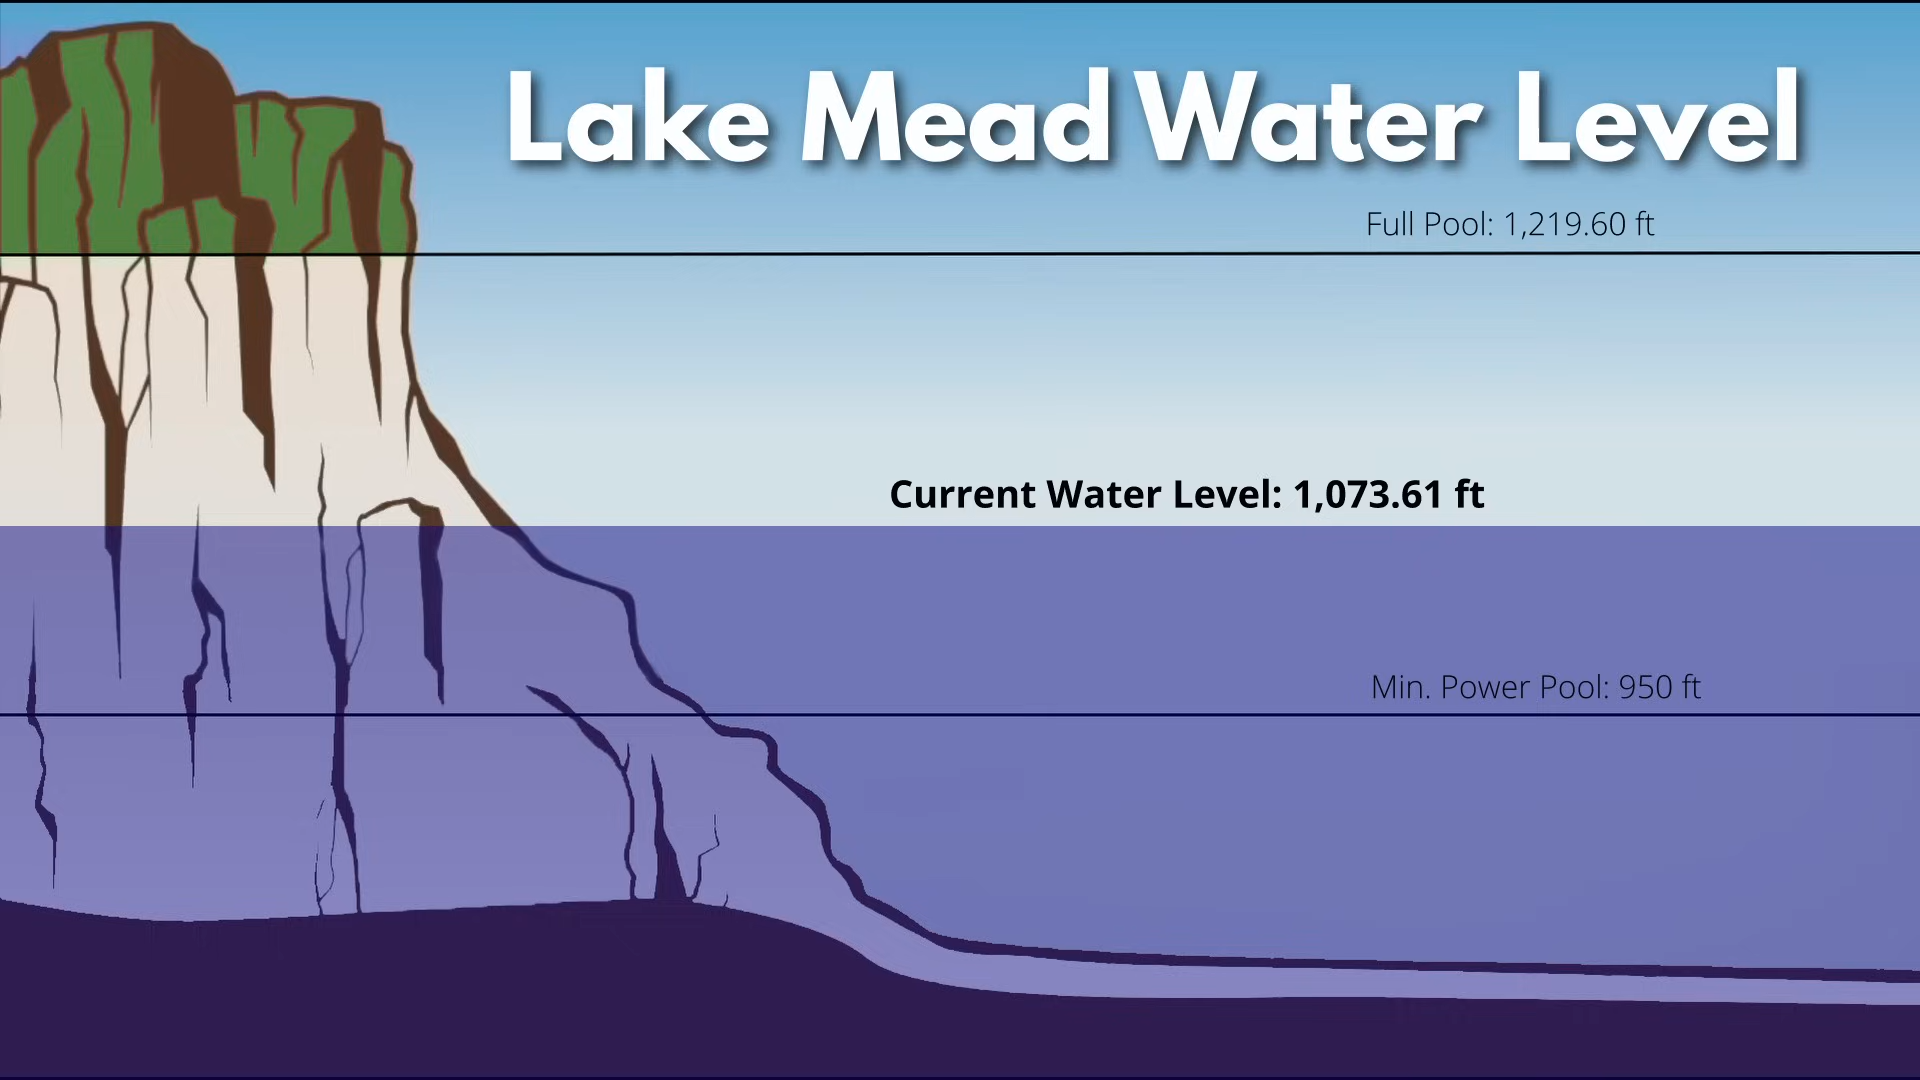 Lake Mead Water Level
Full Pool: 1,219.60 ft
Current Water Level: 1,073.61 ft
Min. Power Pool: 950 ft